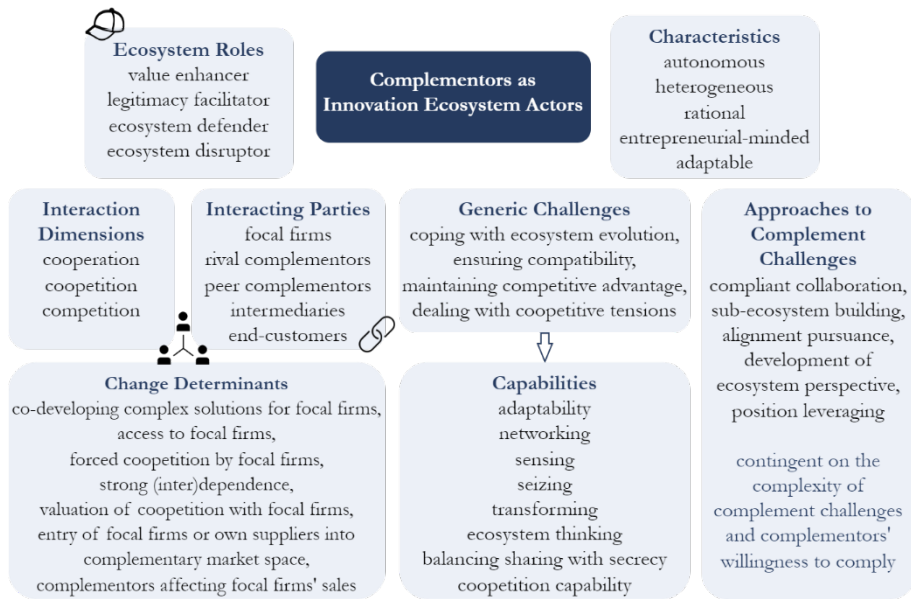 Ecosystem Roles
value enhancer
legitimacy facilitator
ecosystem defender
ecosystem disruptor
Complementors as
Innovation Ecosystem Actors
Characteristics
autonomous
heterogeneous
rational
entrepreneurial-minded
adaptable
Interaction
Dimensions
cooperation
coopetition
competition
Interacting Parties
focal firms
rival complementors
peer complementors
intermediaries
end-customers
Generic Challenges
coping with ecosystem evolution,
ensuring compatibility,
maintaining competitive advantage,
dealing with coopetitive tensions
Approaches to
Complement
Challenges
compliant collaboration,
sub-ecosystem building,
alignment pursuance,
development of
ecosystem perspective,
position leveraging
contingent on the
complexity of
complement challenges
and complementors'
willingness to comply
Change Determinants
co-developing complex solutions for focal firms,
access to focal firms,
forced coopetition by focal firms,
strong (inter)dependence,
valuation of coopetition with focal firms,
entry of focal firms or own suppliers into
complementary market space,
complementors affecting focal firms' sales
Capabilities
adaptability
networking
sensing
seizing
transforming
ecosystem thinking
balancing sharing with secrecy
coopetition capability